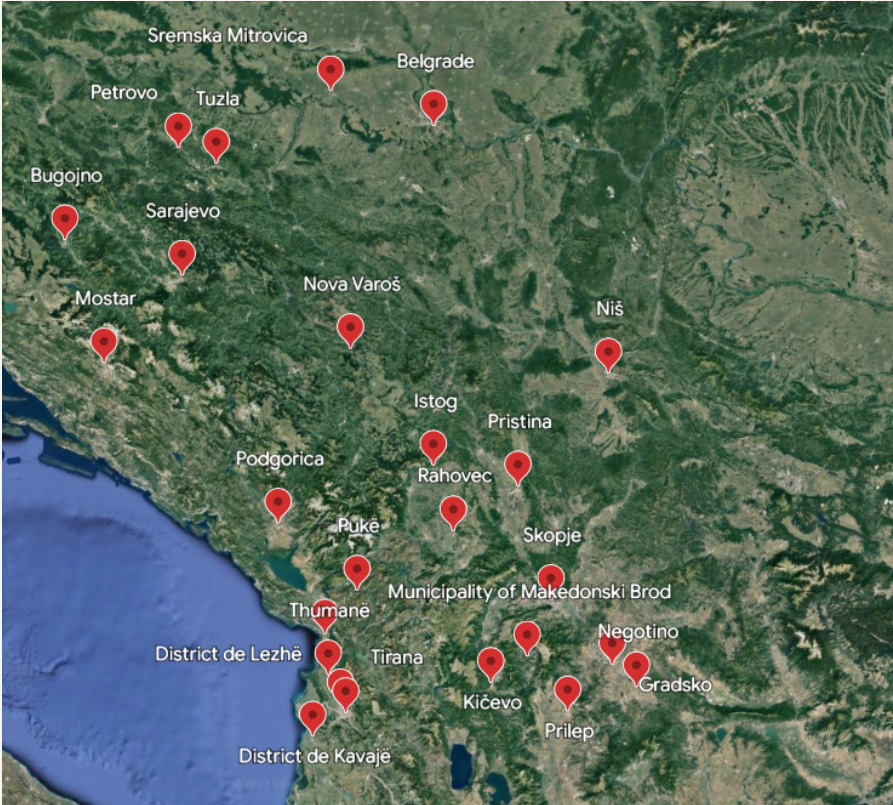 Sremska Mitrovica
Belgrade
Petrovo
Tuzla
Bugojno
Sarajevo
Nova Varoš
Mostar
Niš
Istog
Pristina
Podgorica
Rahovec
Pukë
Skopje
Municipality of Makedonski Brod
Thumanë
Negotino
District de Lezhë
Tirana
Gradsko
Kičevo
Prilep
District de Kavajë